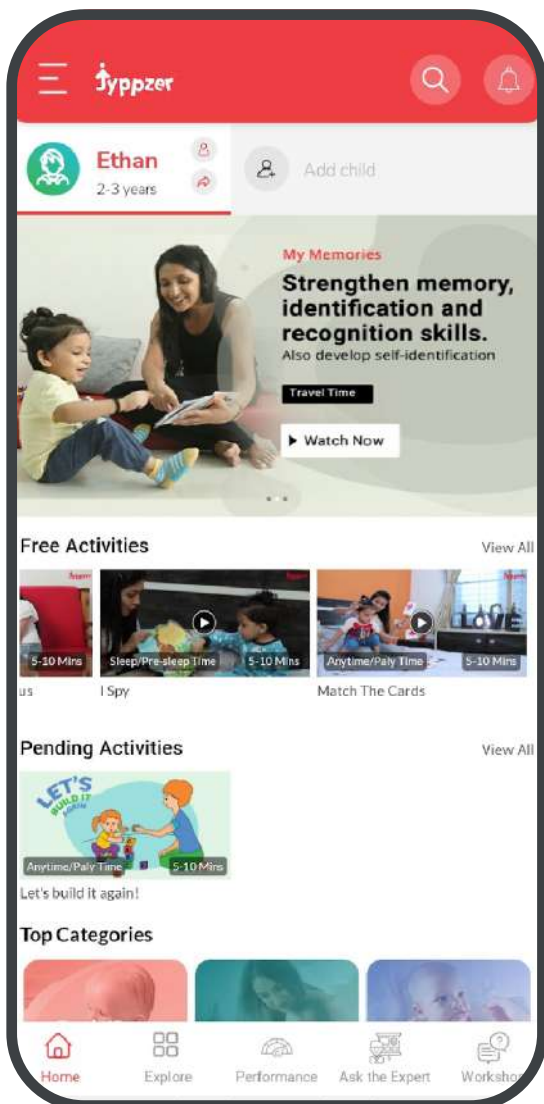 Jyppzer
Ethan
2-3 years
Add child
My Memories
Strengthen memory,
identification and
recognition skills.
Also develop self-identification
Travel Time
Watch Now
Free Activities
View All
5-10 Mins
Sleep/Pre-sleep Time
5-10 Mins
Anytime/Paly Time
5-10 Mins
us
I Spy
Match The Cards
Pending Activities
View All
LET'S
BUILD IT
AGAIN
Anytime/Paly Time
5-10 Mins
Let's build it again!
Top Categories
Home
Explore
Performance
Ask the Expert
Workshop